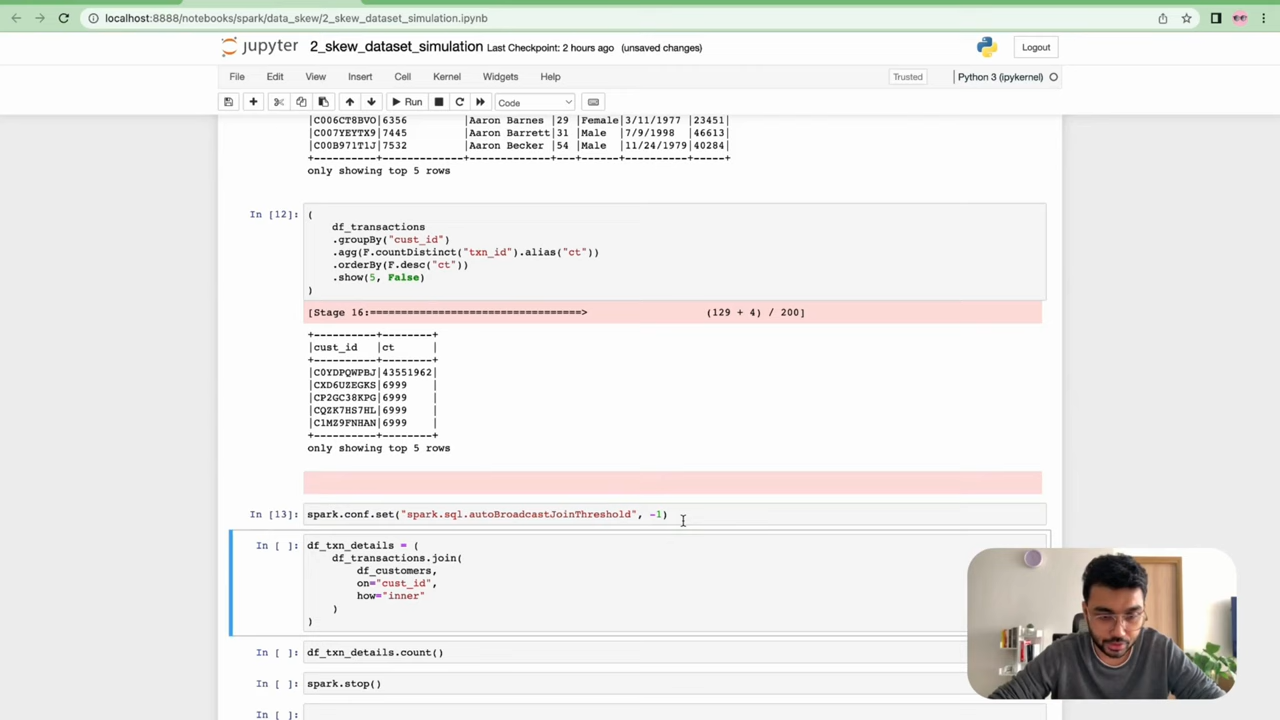 localhost:8888/notebooks/spark/data_skew/2_skew_dataset_simulation.ipynb
jupyter 2_skew_dataset_simulation Last Checkpoint: 2 hours ago (unsaved changes)
Logout
File Edit View Insert Cell Kernel Widgets Help
Trusted
Python 3 (ipykernel)
Run
Code
|C006CT8BVO|6356 |Aaron Barnes |29 |Female|3/11/1977 |23451|
|C007YEYTX9|7445 |Aaron Barrett|31 |Male |7/9/1998 |46613|
|C00B971T1J|7532 |Aaron Becker |54 |Male |11/24/1979|40284|
+----------+-------------+-------------+---+------+----------+-----+
only showing top 5 rows
In [12]: (
df_transactions
.groupBy("cust_id")
.agg(F.countDistinct("txn_id").alias("ct"))
.orderBy(F.desc("ct"))
.show(5, False)
)
[Stage 16:==================================> (129 + 4) / 200]
+----------+--------+
|cust_id |ct |
+----------+--------+
|C0YDPQWPBJ|43551962|
|CXD6UZEGKS|6999 |
|CP2GC38KPG|6999 |
|CQZK7HS7HL|6999 |
|C1MZ9FNHAN|6999 |
+----------+--------+
only showing top 5 rows
In [13]: spark.conf.set("spark.sql.autoBroadcastJoinThreshold", -1)
In [ ]: df_txn_details = (
df_transactions.join(
df_customers,
on="cust_id",
how="inner"
)
)
In [ ]: df_txn_details.count()
In [ ]: spark.stop()
In [ ]: